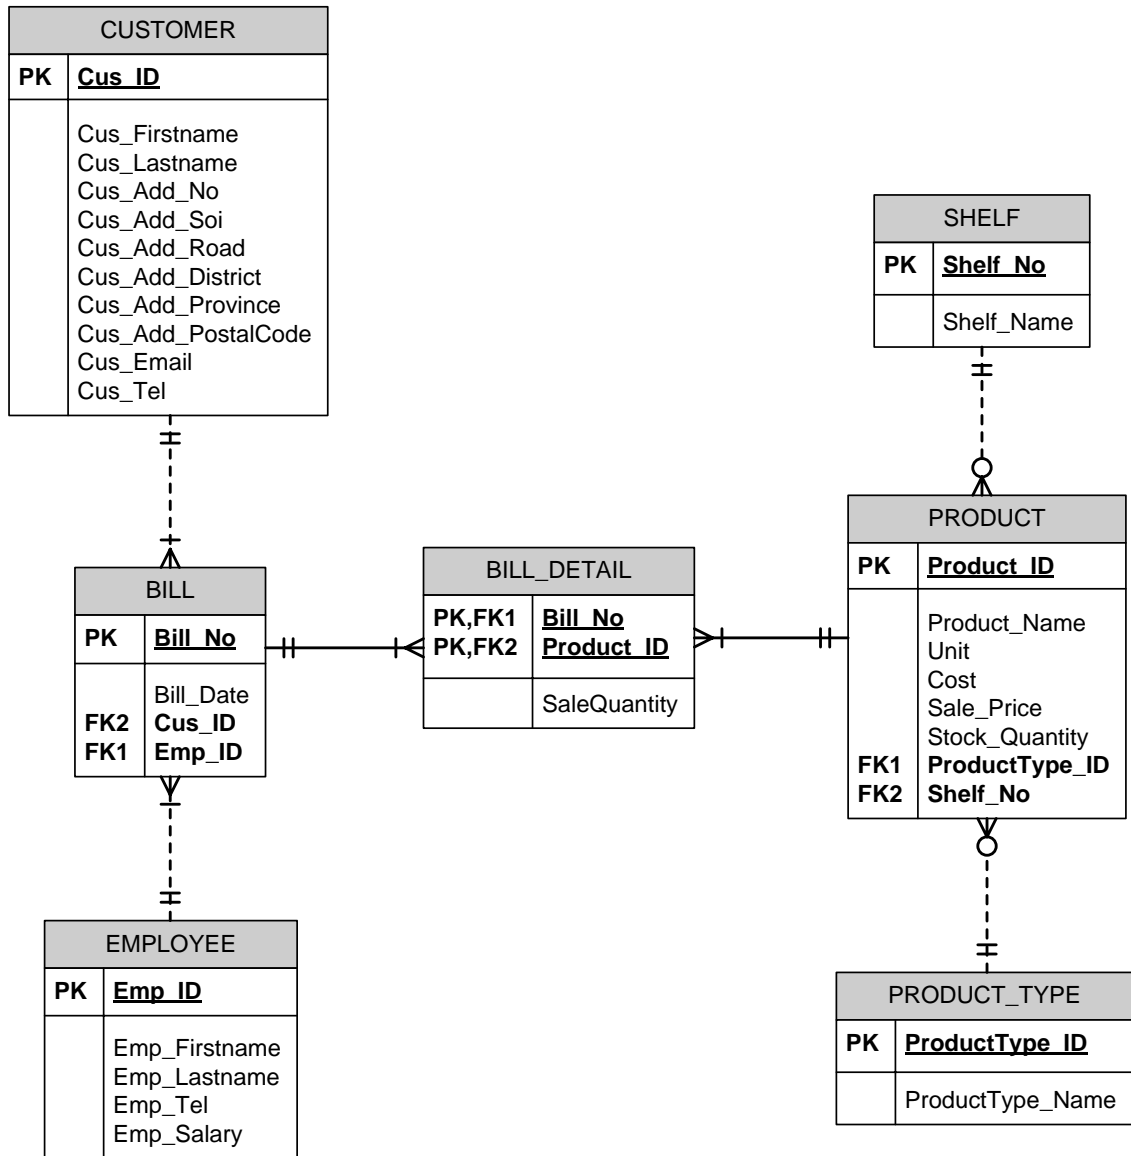 CUSTOMER
PK Cus_ID
Cus_Firstname
Cus_Lastname
Cus_Add_No
Cus_Add_Soi
Cus_Add_Road
Cus_Add_District
Cus_Add_Province
Cus_Add_PostalCode
Cus_Email
Cus_Tel
SHELF
PK Shelf_No
Shelf_Name
BILL
PK Bill_No
Bill_Date
FK2 Cus_ID
FK1 Emp_ID
BILL_DETAIL
PK,FK1 Bill_No
PK,FK2 Product_ID
SaleQuantity
PRODUCT
PK Product_ID
Product_Name
Unit
Cost
Sale_Price
Stock_Quantity
FK1 ProductType_ID
FK2 Shelf_No
EMPLOYEE
PK Emp_ID
Emp_Firstname
Emp_Lastname
Emp_Tel
Emp_Salary
PRODUCT_TYPE
PK ProductType_ID
ProductType_Name